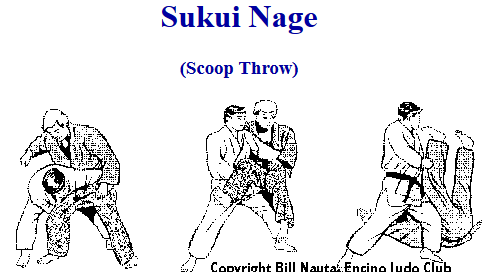 Sukui Nage
(Scoop Throw)
Copyright Bill Nauta, Encino Judo Club